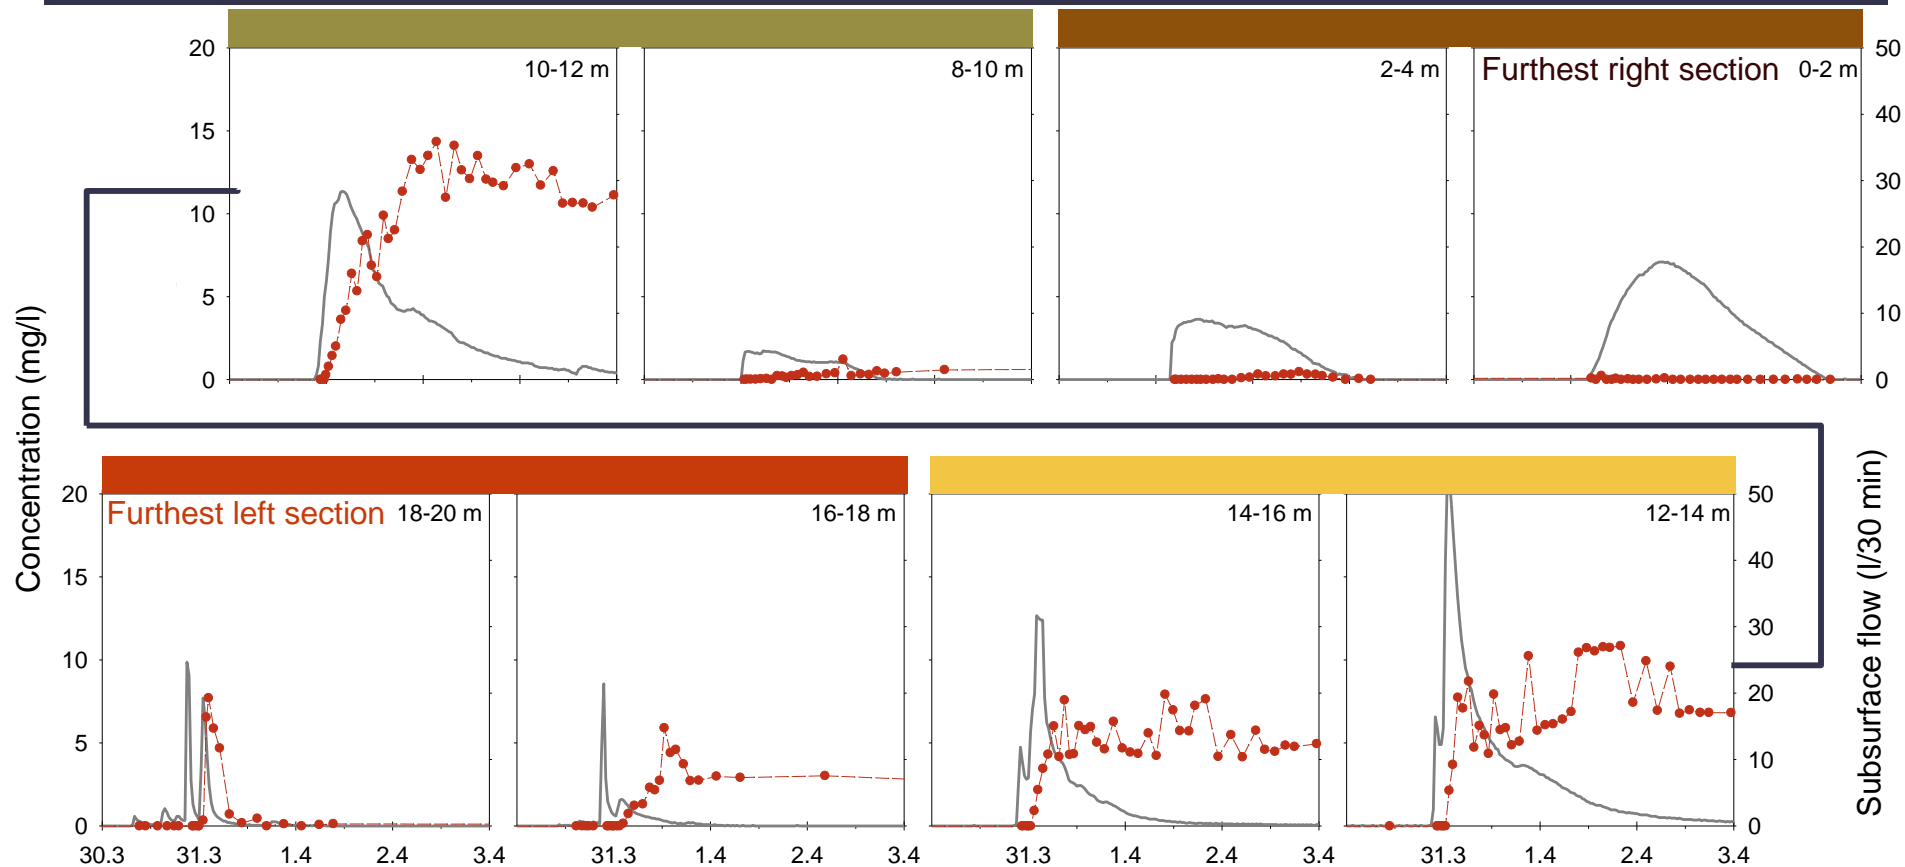 20
10-12 m
8-10 m
2-4 m
Furthest right section 0-2 m
50
15
40
10
30
5
20
0
10
0
Concentration (mg/l)
Subsurface flow (l/30 min)
20
Furthest left section 18-20 m
16-18 m
14-16 m
12-14 m
50
15
40
10
30
5
20
0
10
0
30.3 31.3 1.4 2.4 3.4
31.3 1.4 2.4 3.4
31.3 1.4 2.4 3.4
31.3 1.4 2.4 3.4